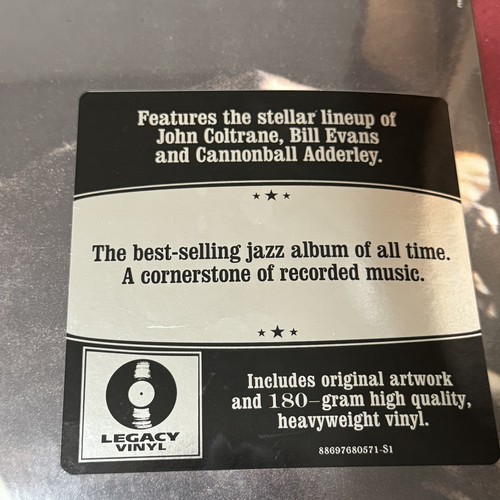 Features the stellar lineup of
John Coltrane, Bill Evans
and Cannonball Adderley.
The best-selling jazz album of all time.
A cornerstone of recorded music.
LEGACY
VINYL
Includes original artwork
and 180-gram high quality,
heavyweight vinyl.
88697680571-S1